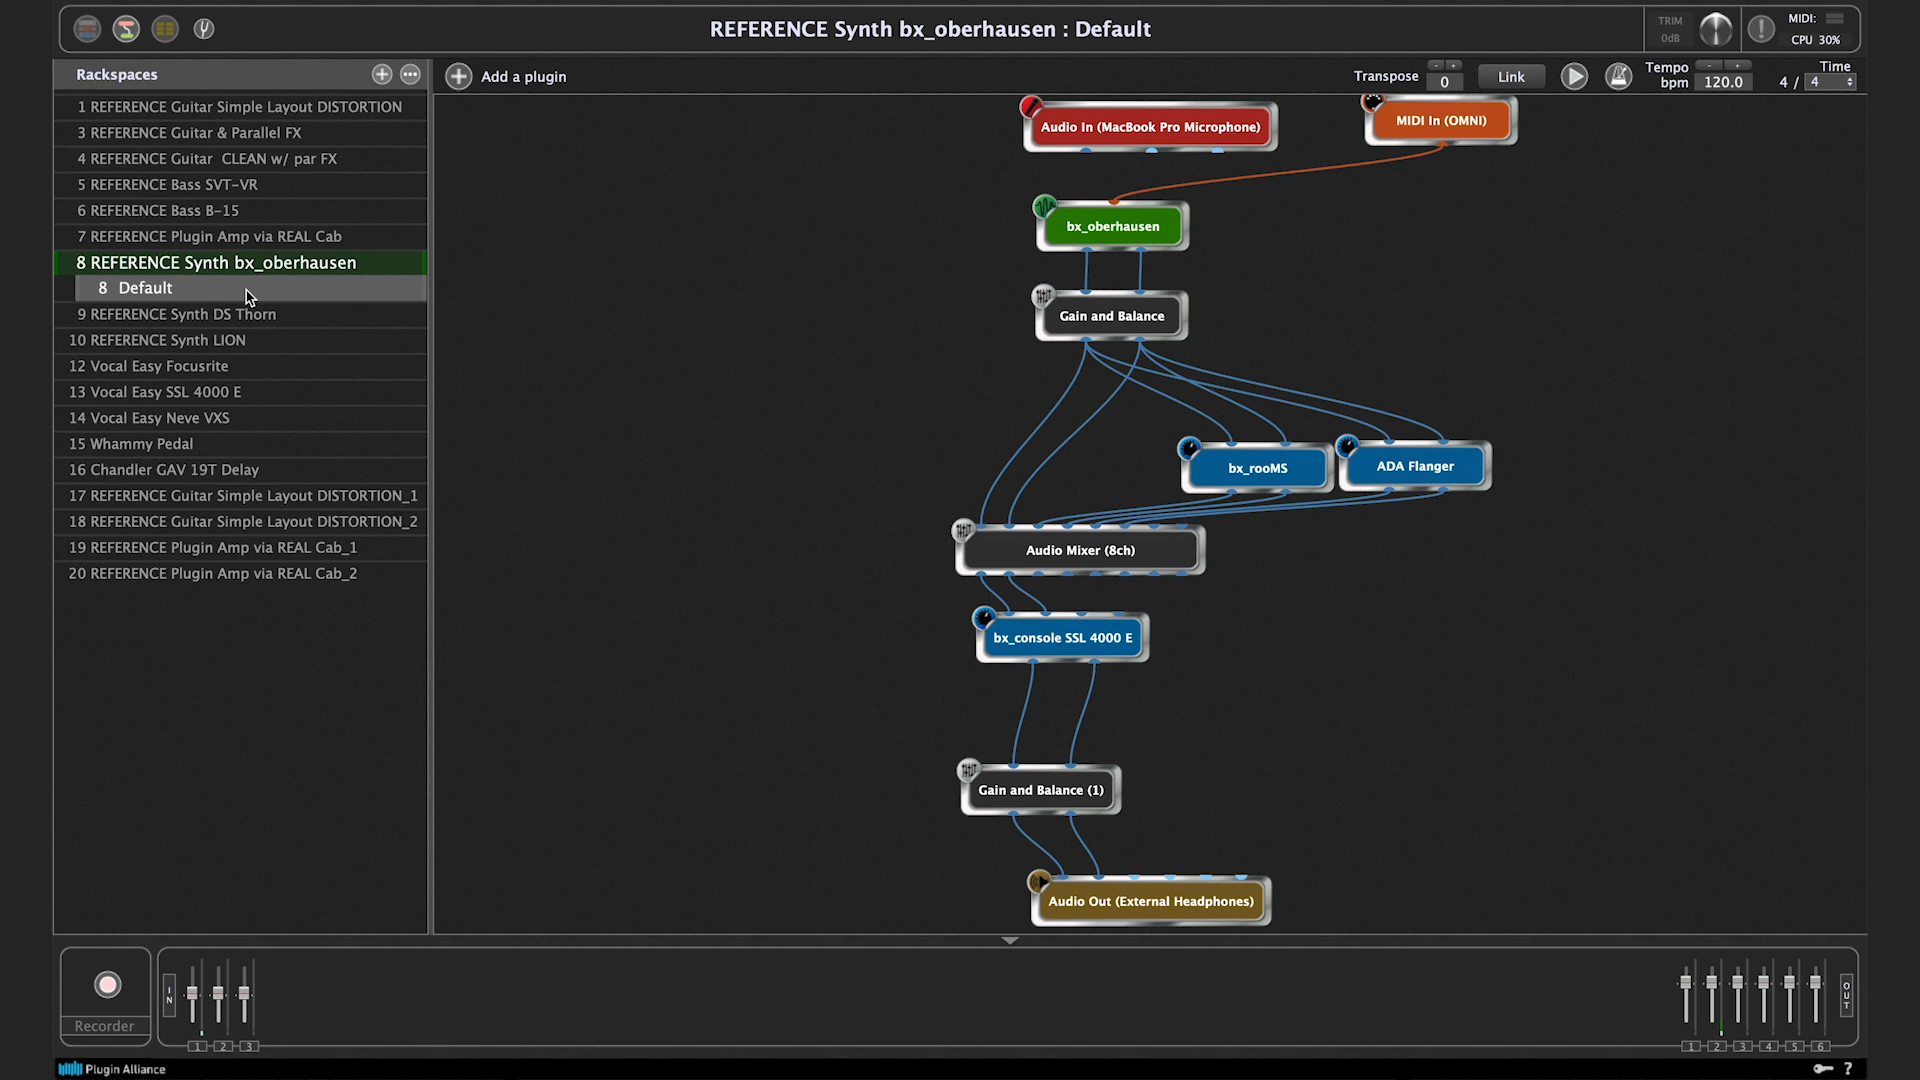 REFERENCE Synth bx_oberhausen : Default
TRIM
0dB
MIDI:
CPU 30%
Rackspaces
Add a plugin
Transpose
- +
0
Link
Tempo
bpm
- +
120.0
Time
4 / 4
1 REFERENCE Guitar Simple Layout DISTORTION
3 REFERENCE Guitar & Parallel FX
4 REFERENCE Guitar  CLEAN w/ par FX
5 REFERENCE Bass SVT-VR
6 REFERENCE Bass B-15
7 REFERENCE Plugin Amp via REAL Cab
8 REFERENCE Synth bx_oberhausen
8 Default
9 REFERENCE Synth DS Thorn
10 REFERENCE Synth LION
12 Vocal Easy Focusrite
13 Vocal Easy SSL 4000 E
14 Vocal Easy Neve VXS
15 Whammy Pedal
16 Chandler GAV 19T Delay
17 REFERENCE Guitar Simple Layout DISTORTION_1
18 REFERENCE Guitar Simple Layout DISTORTION_2
19 REFERENCE Plugin Amp via REAL Cab_1
20 REFERENCE Plugin Amp via REAL Cab_2
Audio In (MacBook Pro Microphone)
MIDI In (OMNI)
bx_oberhausen
Gain and Balance
bx_rooMS
ADA Flanger
Audio Mixer (8ch)
bx_console SSL 4000 E
Gain and Balance (1)
Audio Out (External Headphones)
Recorder
IN
1 2 3
OUT
1 2 3 4 5 6
Plugin Alliance
?